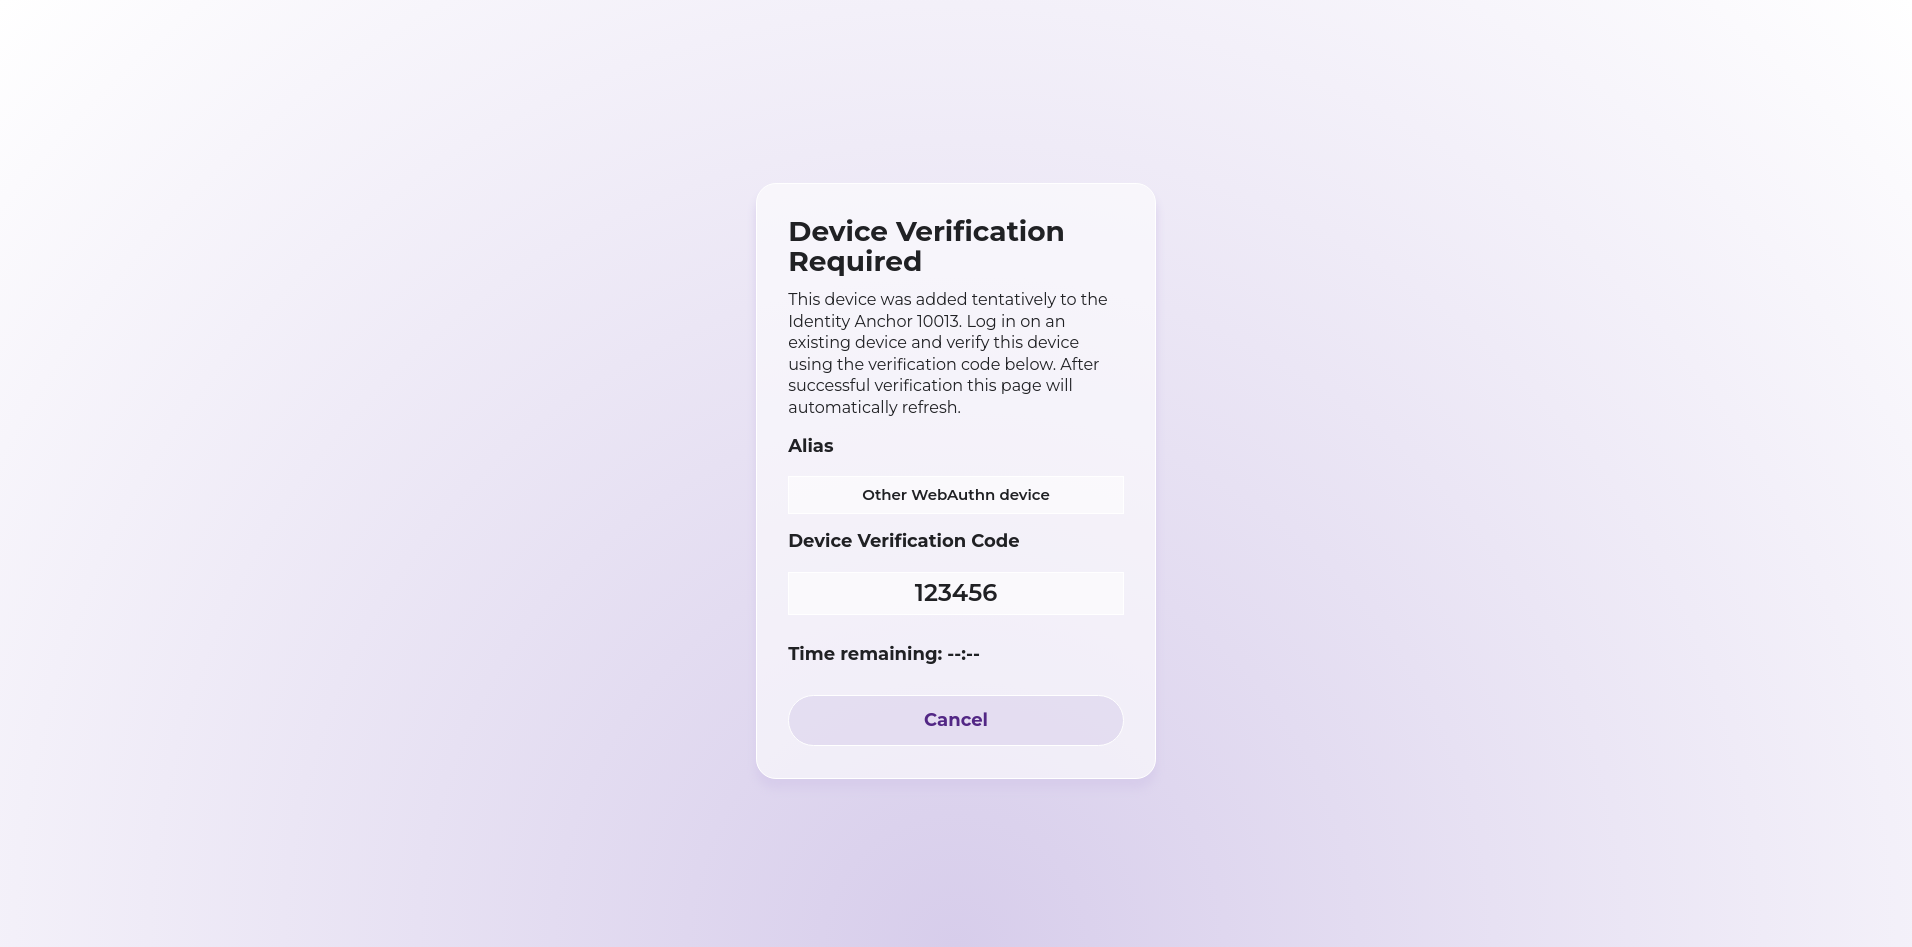 Device Verification
Required
This device was added tentatively to the
Identity Anchor 10013. Log in on an
existing device and verify this device
using the verification code below. After
successful verification this page will
automatically refresh.
Alias
Other WebAuthn device
Device Verification Code
123456
Time remaining: --:--
Cancel